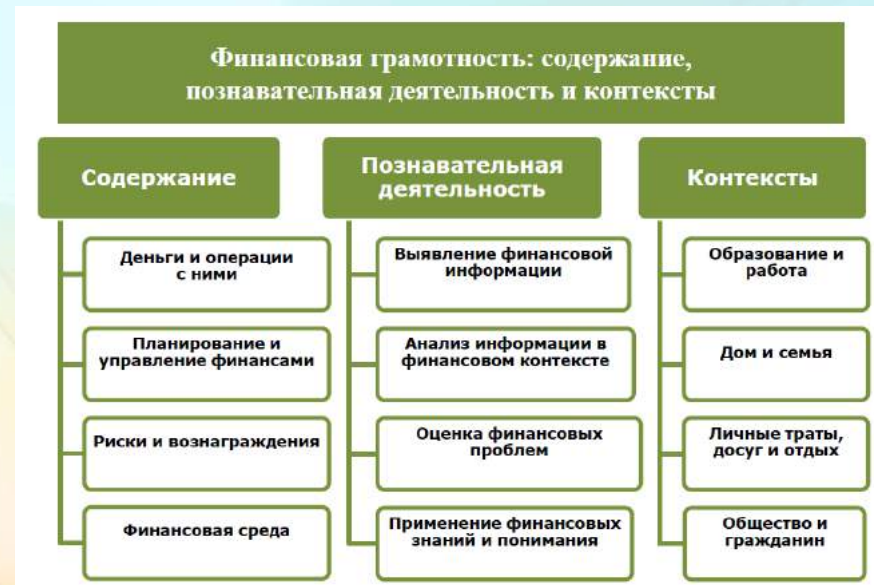 Финансовая грамотность: содержание,
познавательная деятельность и контексты
Содержание
Деньги и операции
с ними
Планирование и
управление финансами
Риски и вознаграждения
Финансовая среда
Познавательная
деятельность
Выявление финансовой
информации
Анализ информации в
финансовом контексте
Оценка финансовых
проблем
Применение финансовых
знаний и понимания
Контексты
Образование и
работа
Дом и семья
Личные траты,
досуг и отдых
Общество и
гражданин